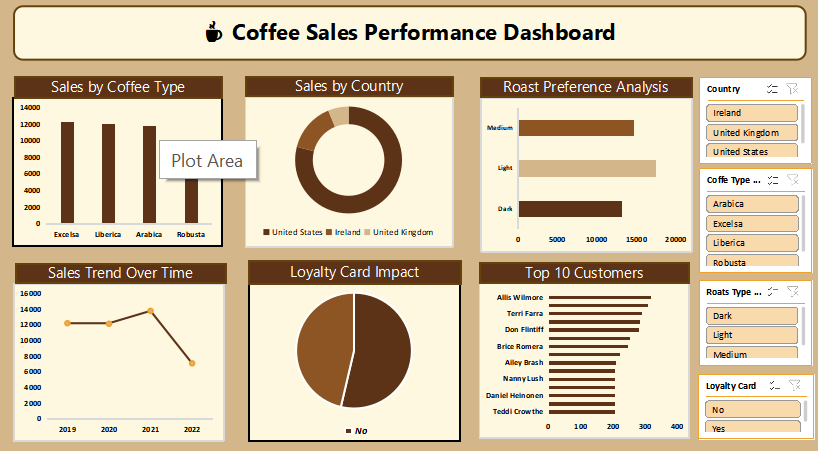 Coffee Sales Performance Dashboard
Sales by Coffee Type
14000
12000
10000
8000
6000
4000
2000
0
Excelsa Liberica Arabica Robusta
Plot Area
Sales by Country
United States Ireland United Kingdom
Roast Preference Analysis
Medium
Light
Dark
0 5000 10000 15000 20000
Country
Ireland
United Kingdom
United States
Coffe Type ...
Arabica
Excelsa
Liberica
Robusta
Sales Trend Over Time
16000
14000
12000
10000
8000
6000
4000
2000
0
2019 2020 2021 2022
Loyalty Card Impact
No
Top 10 Customers
Allis Wilmore
Terri Farra
Don Flintiff
Brice Romera
Ailey Brash
Nanny Lush
Daniel Heinonen
Teddi Crowthe
0 100 200 300 400
Roats Type ...
Dark
Light
Medium
Loyalty Card
No
Yes